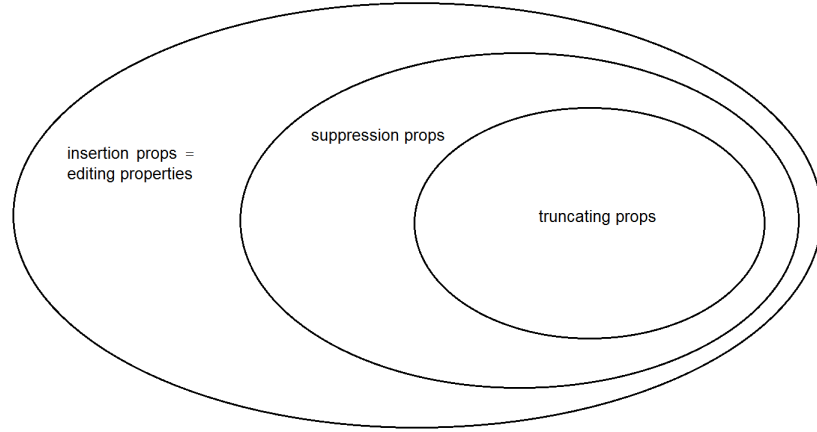 suppression props
insertion props =
editing properties
truncating props